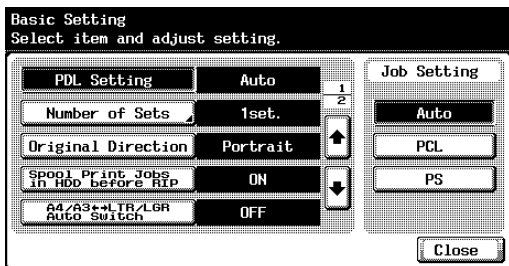 Basic Setting
Select item and adjust setting.
PDL Setting
Auto
Number of Sets
1set.
Original Direction
Portrait
Spool Print Jobs
in HDD before RIP
ON
A4/A3↔LTR/LGR
Auto Switch
OFF
1
2
Job Setting
Auto
PCL
PS
Close